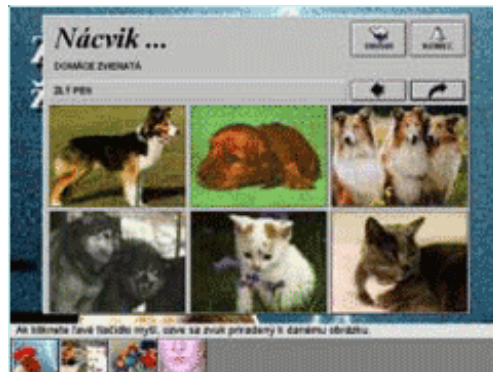 Nácvik ...
DOMÁCE ZVIERATÁ
ZLÝ PES
Ak kliknete ľavé tlačidlo myši, ozve sa zvuk priradený k danému obrázku.